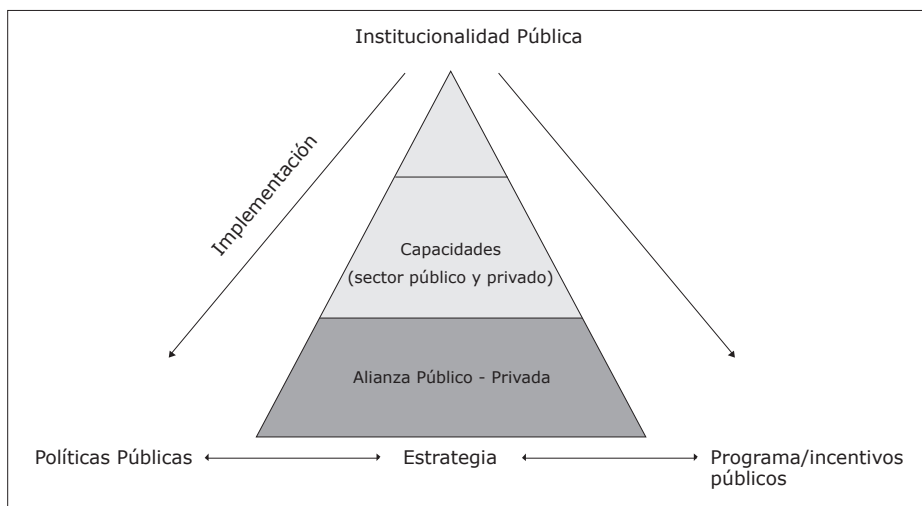 Institucionalidad Pública
Implementación
Capacidades
(sector público y privado)
Alianza Público - Privada
Políticas Públicas
Estrategia
Programa/incentivos
públicos